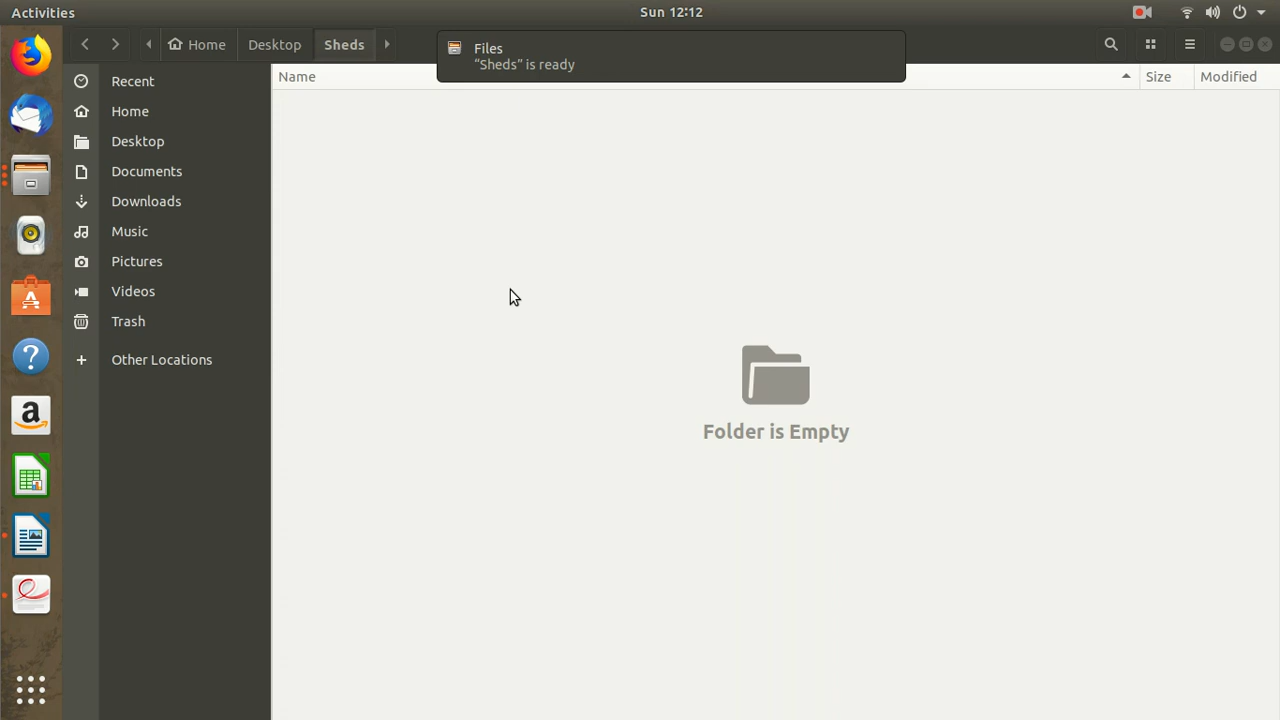 Activities
Sun 12:12
Home
Desktop
Sheds
Files
“Sheds” is ready
Name
Size
Modified
Recent
Home
Desktop
Documents
Downloads
Music
Pictures
Videos
Trash
Other Locations
Folder is Empty